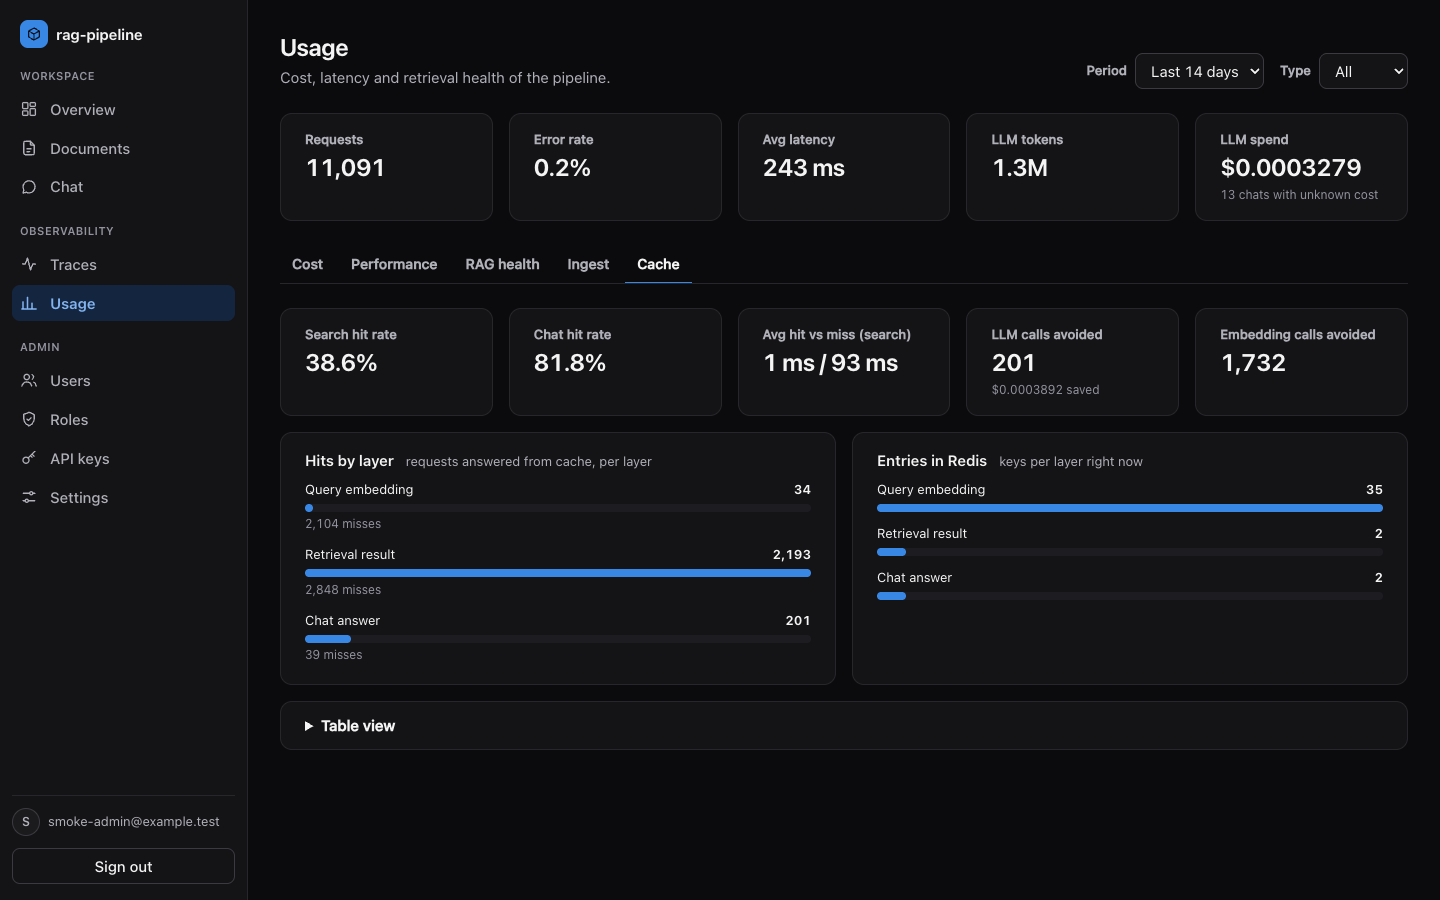 rag-pipeline
WORKSPACE
Overview
Documents
Chat
OBSERVABILITY
Traces
Usage
ADMIN
Users
Roles
API keys
Settings
S smoke-admin@example.test
Sign out
Usage
Cost, latency and retrieval health of the pipeline.
Period Last 14 days Type All
Requests
11,091
Error rate
0.2%
Avg latency
243 ms
LLM tokens
1.3M
LLM spend
$0.0003279
13 chats with unknown cost
Cost Performance RAG health Ingest Cache
Search hit rate
38.6%
Chat hit rate
81.8%
Avg hit vs miss (search)
1 ms / 93 ms
LLM calls avoided
201
$0.0003892 saved
Embedding calls avoided
1,732
Hits by layer requests answered from cache, per layer
Query embedding 34
2,104 misses
Retrieval result 2,193
2,848 misses
Chat answer 201
39 misses
Entries in Redis keys per layer right now
Query embedding 35
Retrieval result 2
Chat answer 2
Table view